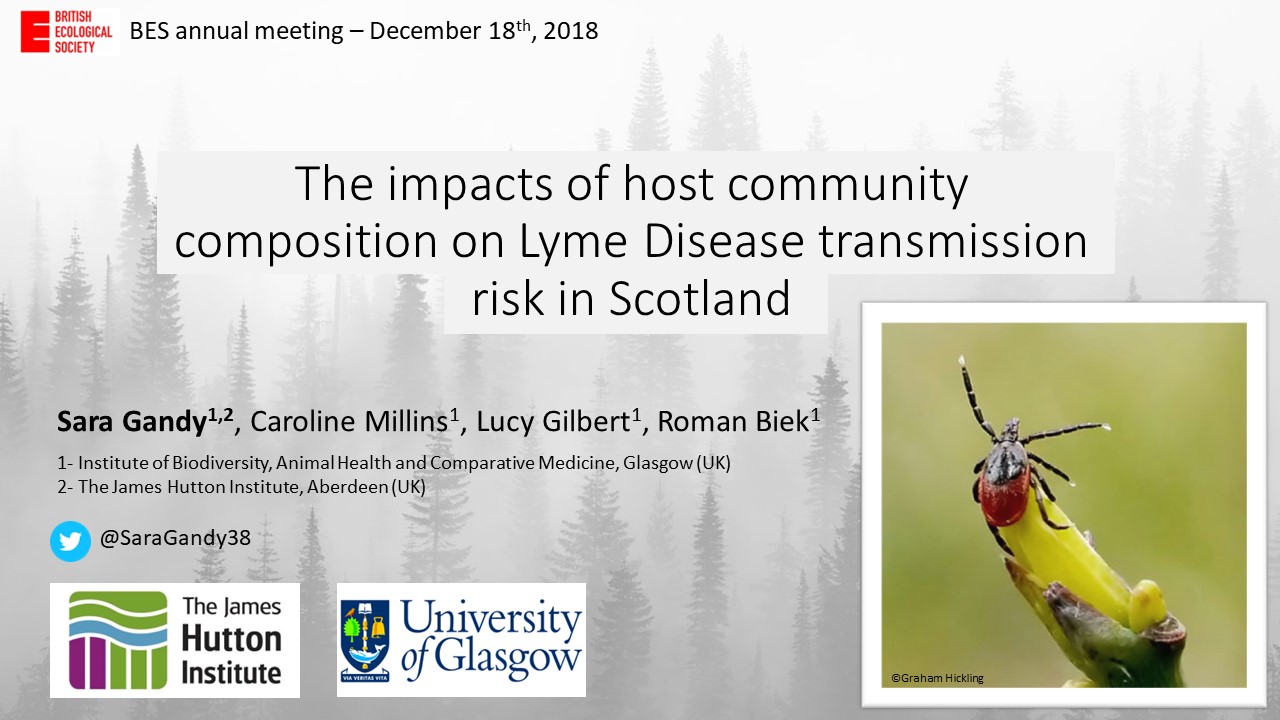 BRITISH
ECOLOGICAL
SOCIETY
BES annual meeting – December 18th, 2018
The impacts of host community
composition on Lyme Disease transmission
risk in Scotland
Sara Gandy1,2, Caroline Millins1, Lucy Gilbert1, Roman Biek1
1- Institute of Biodiversity, Animal Health and Comparative Medicine, Glasgow (UK)
2- The James Hutton Institute, Aberdeen (UK)
@SaraGandy38
The James
Hutton
Institute
University
of Glasgow
VIA VERITAS VITA
©Graham Hickling